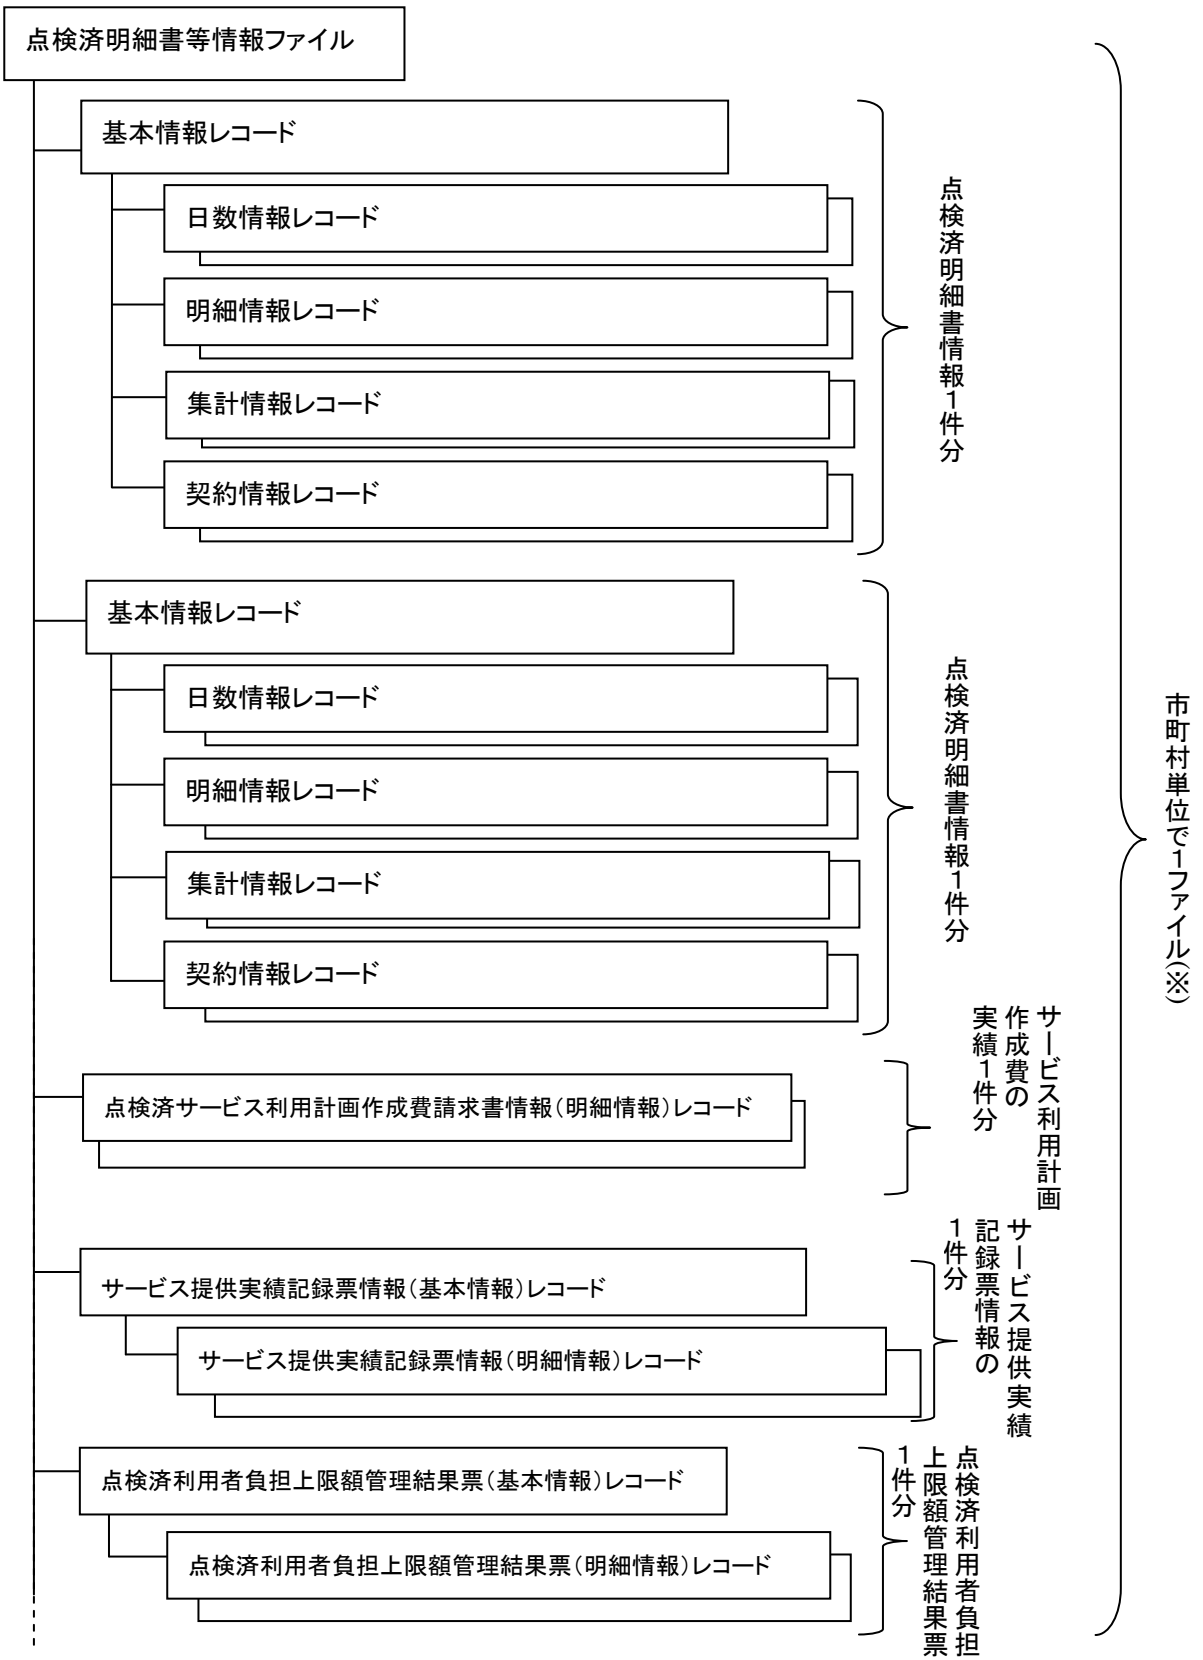 点検済明細書等情報ファイル
基本情報レコード
日数情報レコード
明細情報レコード
集計情報レコード
契約情報レコード
点検済明細書情報1件分
基本情報レコード
日数情報レコード
明細情報レコード
集計情報レコード
契約情報レコード
点検済明細書情報1件分
点検済サービス利用計画作成費請求書情報(明細情報)レコード
サービス利用計画
作成費の
実績1件分
サービス提供実績記録票情報(基本情報)レコード
サービス提供実績記録票情報(明細情報)レコード
サービス提供実績
記録票情報の
1件分
点検済利用者負担上限額管理結果票(基本情報)レコード
点検済利用者負担上限額管理結果票(明細情報)レコード
点検済利用者負担
上限額管理結果票
1件分
市町村単位で1ファイル(※)